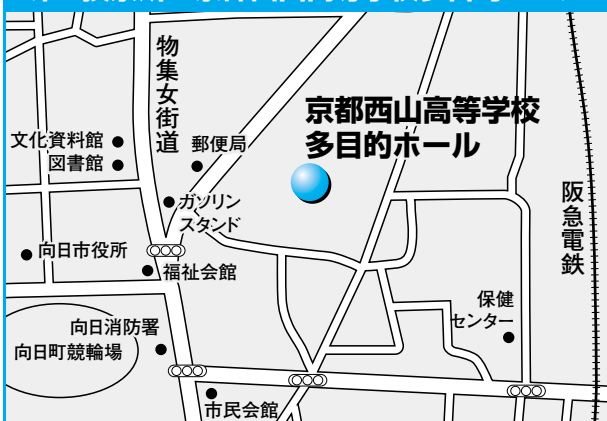 物集女街道
京都西山高等学校
多目的ホール
文化資料館
図書館
郵便局
ガソリン
スタンド
阪急電鉄
向日市役所
福祉会館
保健
センター
向日消防署
向日町競輪場
市民会館